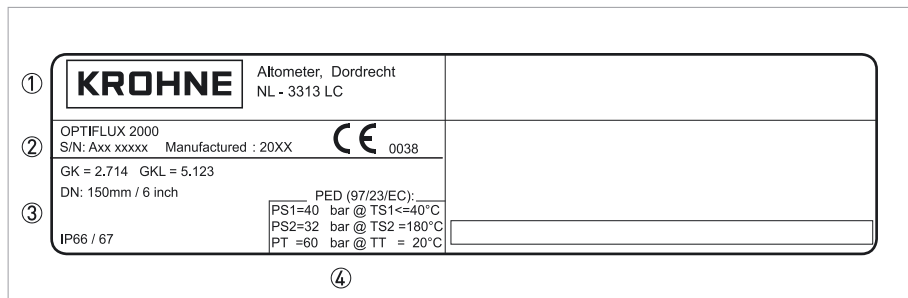 ①
KROHNE
Altometer, Dordrecht
NL - 3313 LC
②
OPTIFLUX 2000
S/N: Axx xxxxx Manufactured : 20XX
CE 0038
③
GK = 2.714 GKL = 5.123
DN: 150mm / 6 inch
IP66 / 67
PED (97/23/EC):
PS1=40 bar @ TS1<=40°C
PS2=32 bar @ TS2 =180°C
PT =60 bar @ TT = 20°C
④